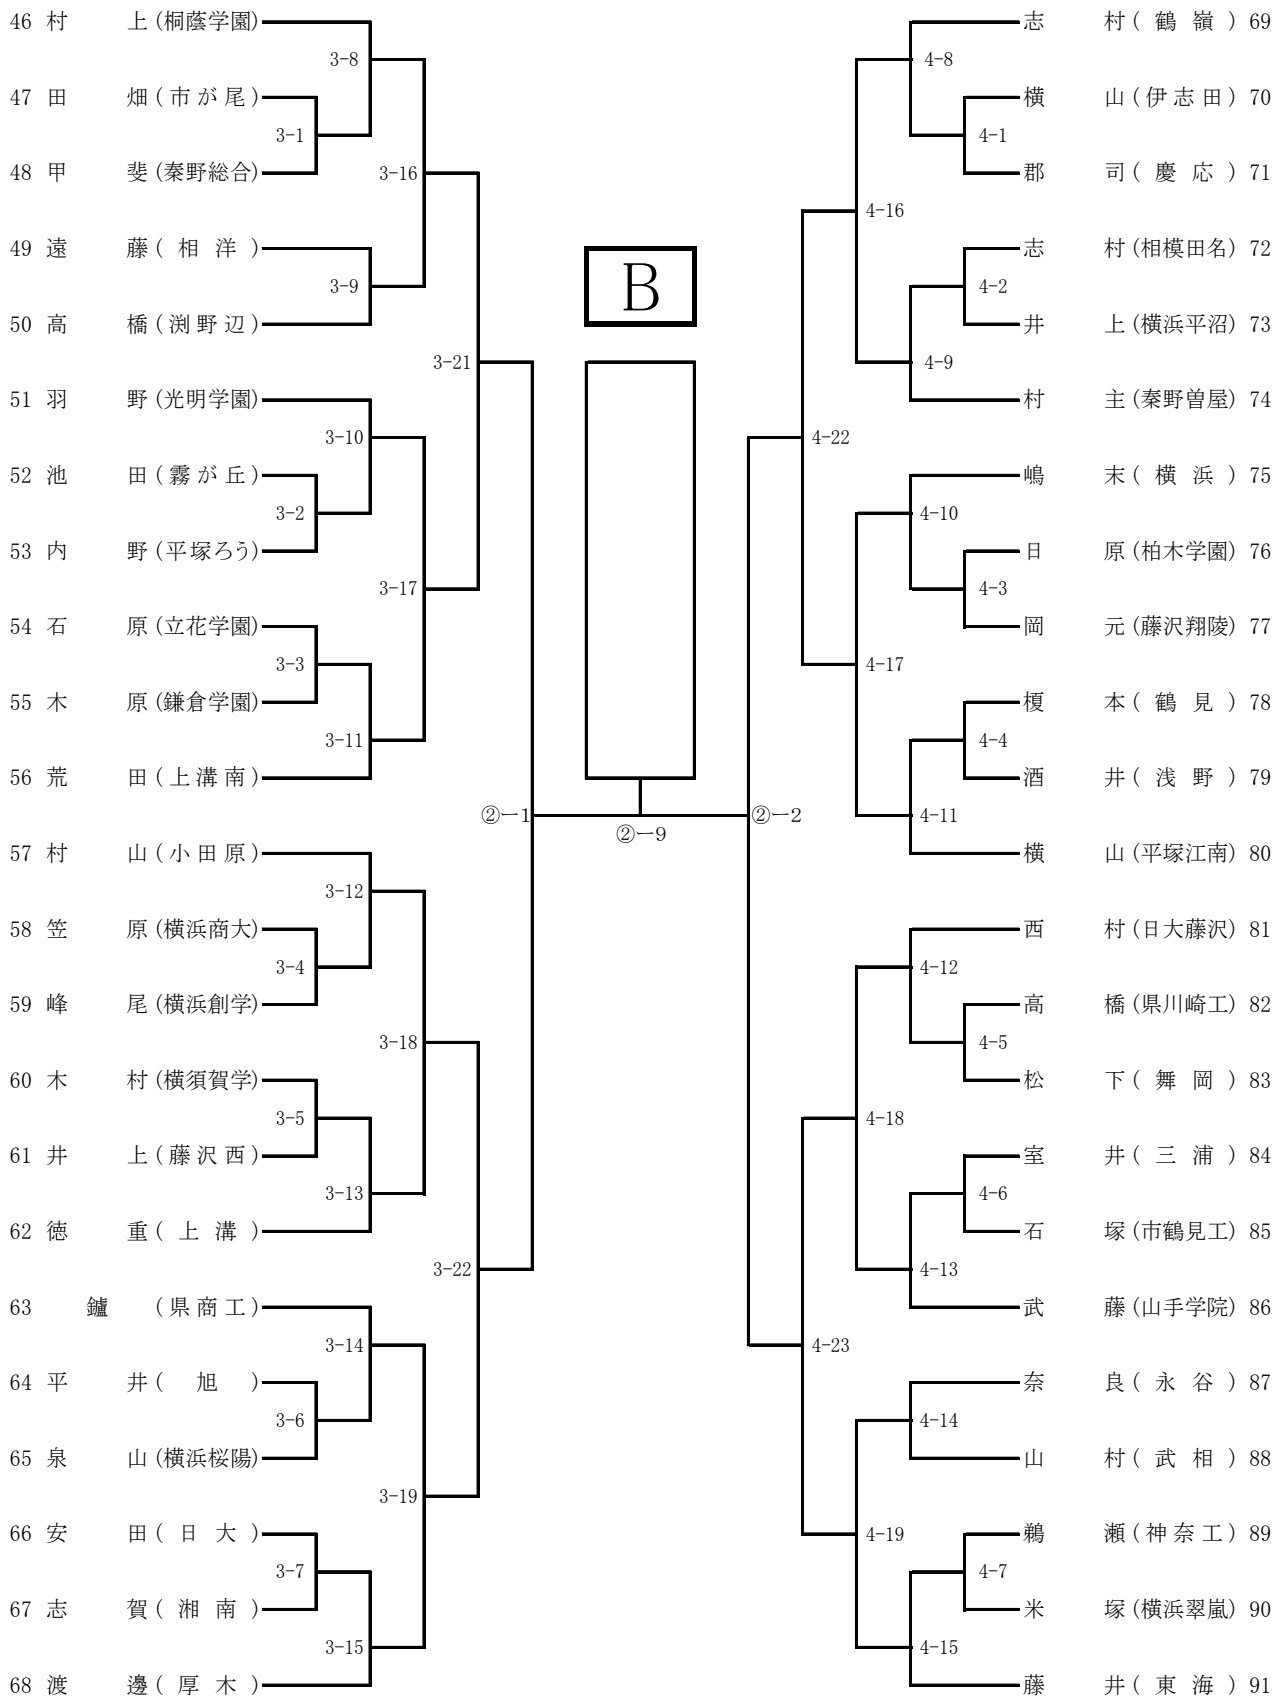 46 村 上 (桐蔭学園)
3-8
47 田 畑 (市が尾)
3-1
48 甲 斐 (秦野総合)
3-16
49 遠 藤 ( 相 洋 )
3-9
50 高 橋 (渕野辺)
3-21
51 羽 野 (光明学園)
3-10
52 池 田 (霧が丘)
3-2
53 内 野 (平塚ろう)
3-17
54 石 原 (立花学園)
3-3
55 木 原 (鎌倉学園)
3-11
56 荒 田 (上溝南)
②ー1
57 村 山 (小田原)
3-12
58 笠 原 (横浜商大)
3-4
59 峰 尾 (横浜創学)
3-18
60 木 村 (横須賀学)
3-5
61 井 上 (藤沢西)
3-13
62 徳 重 ( 上 溝 )
3-22
63 鑪 (県商工)
3-14
64 平 井 ( 旭 )
3-6
65 泉 山 (横浜桜陽)
3-19
66 安 田 ( 日 大 )
3-7
67 志 賀 ( 湘 南 )
3-15
68 渡 邊 ( 厚 木 )
B
②ー9
志 村 ( 鶴 嶺 ) 69
4-8
横 山 (伊志田) 70
4-1
郡 司 ( 慶 応 ) 71
4-16
志 村 (相模田名) 72
4-2
井 上 (横浜平沼) 73
4-9
村 主 (秦野曽屋) 74
4-22
嶋 末 ( 横 浜 ) 75
4-10
日 原 (柏木学園) 76
4-3
岡 元 (藤沢翔陵) 77
4-17
榎 本 ( 鶴 見 ) 78
4-4
酒 井 ( 浅 野 ) 79
②ー2
4-11
横 山 (平塚江南) 80
西 村 (日大藤沢) 81
4-12
高 橋 (県川崎工) 82
4-5
松 下 ( 舞 岡 ) 83
4-18
室 井 ( 三 浦 ) 84
4-6
石 塚 (市鶴見工) 85
4-13
武 藤 (山手学院) 86
4-23
奈 良 ( 永 谷 ) 87
4-14
山 村 ( 武 相 ) 88
4-19
鵜 瀬 (神奈工) 89
4-7
米 塚 (横浜翠嵐) 90
4-15
藤 井 ( 東 海 ) 91